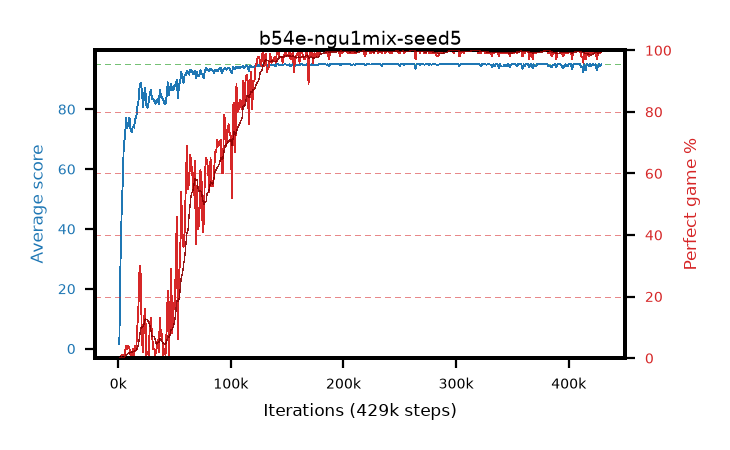 b54e-ngu1mix-seed5
100
80
80
60
60
40
40
20
20
0
0
Average score
Perfect game %
0k 100k 200k 300k 400k
Iterations (429k steps)